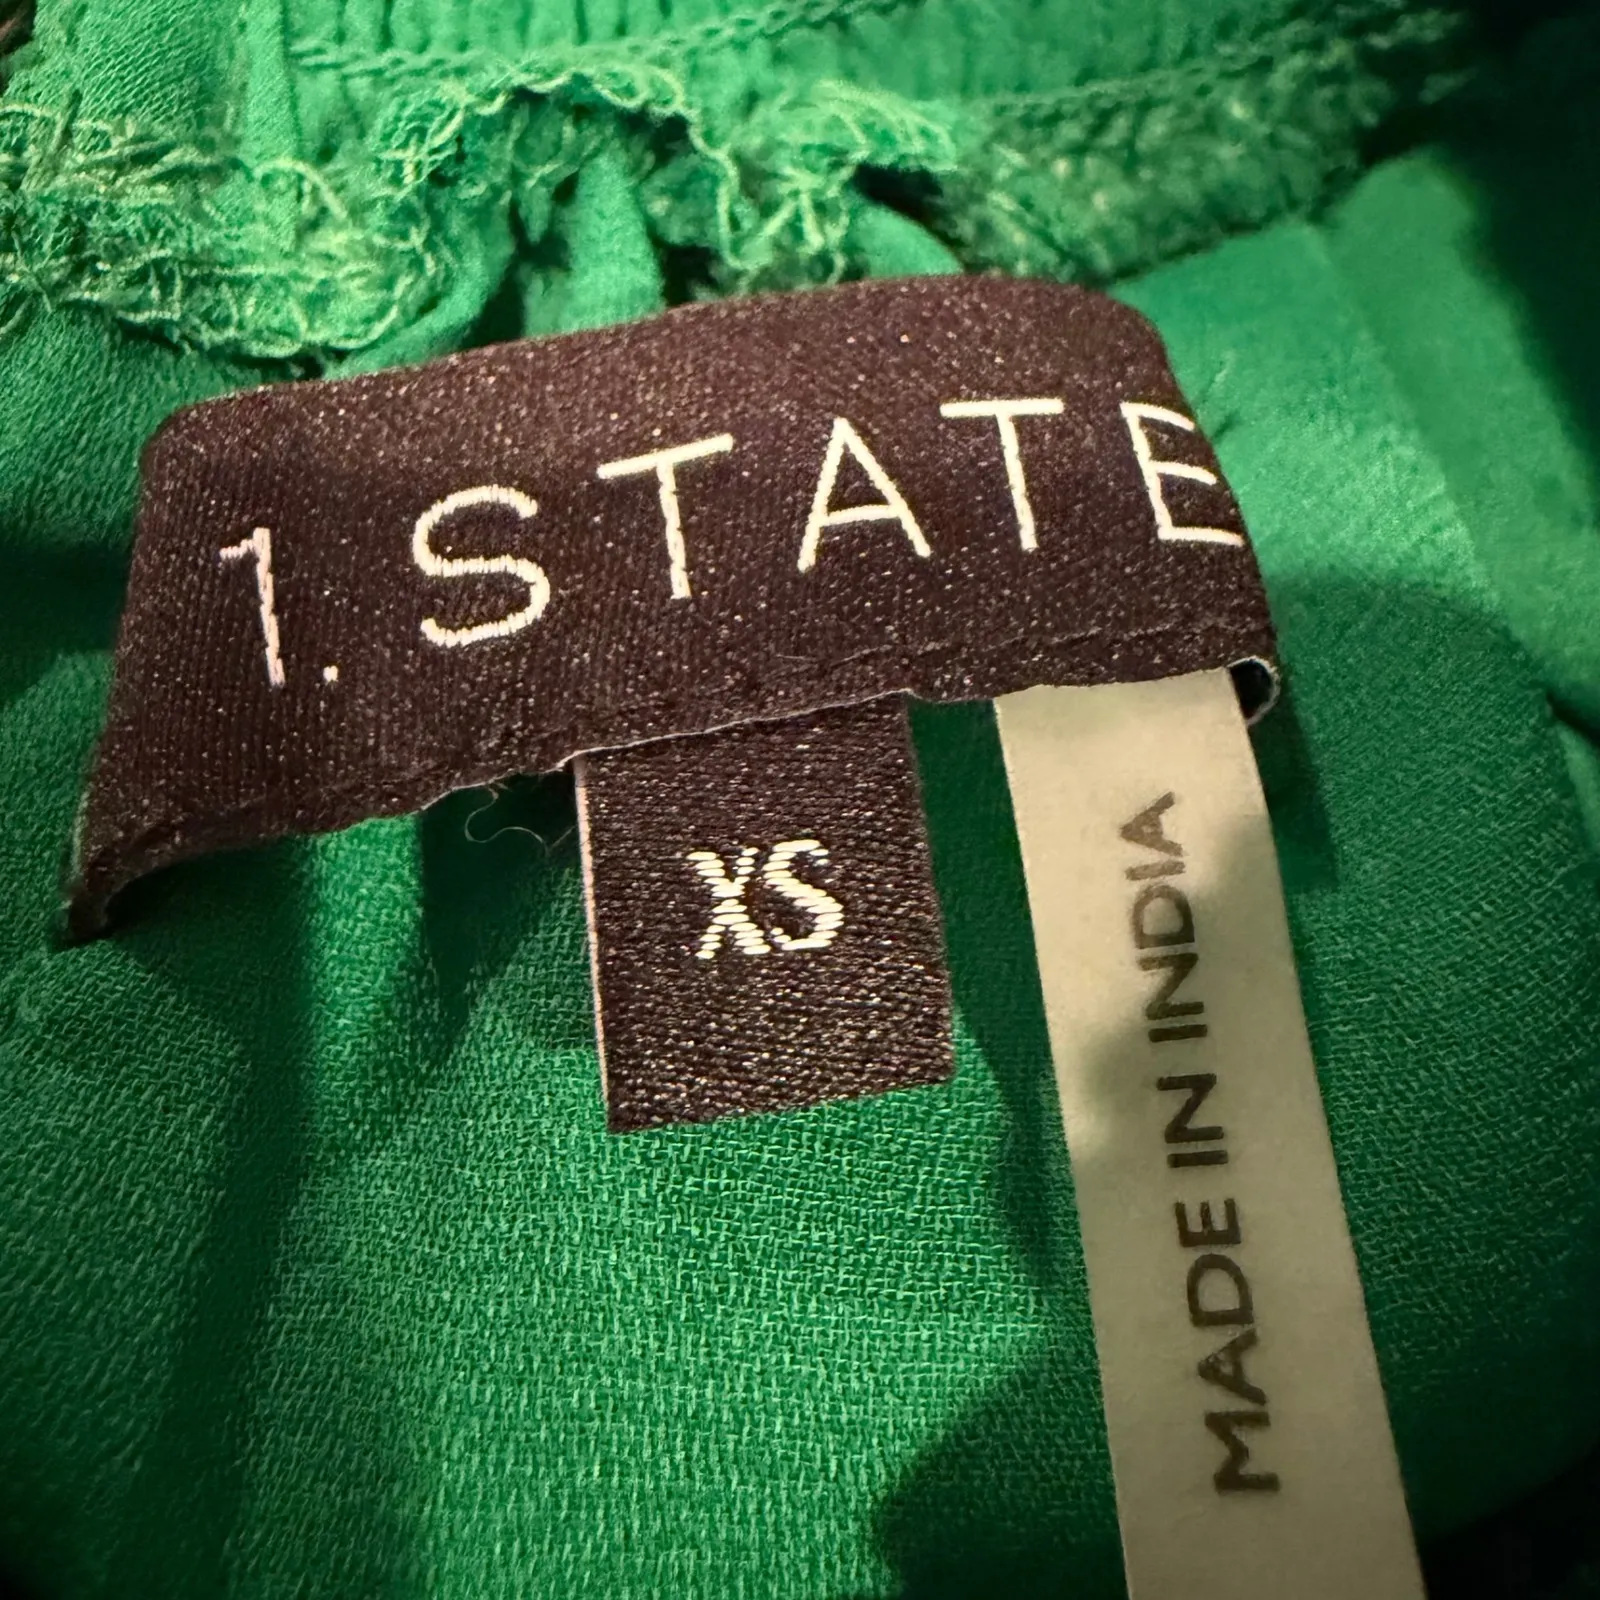 1. STATE
XS
MADE IN INDIA